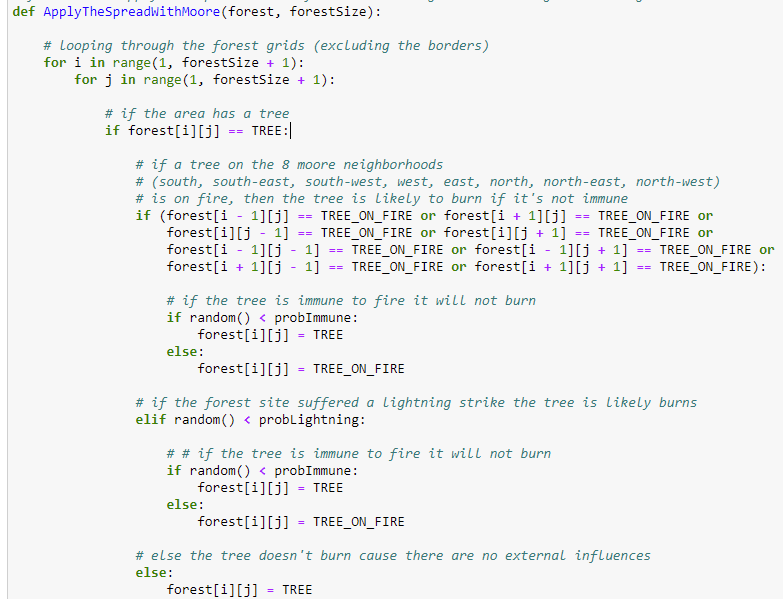 def ApplyTheSpreadWithMoore(forest, forestSize):
# looping through the forest grids (excluding the borders)
for i in range(1, forestSize + 1):
for j in range(1, forestSize + 1):
# if the area has a tree
if forest[i][j] == TREE:
# if a tree on the 8 moore neighborhoods
# (south, south-east, south-west, west, east, north, north-east, north-west)
# is on fire, then the tree is likely to burn if it's not immune
if (forest[i - 1][j] == TREE_ON_FIRE or forest[i + 1][j] == TREE_ON_FIRE or
forest[i][j - 1] == TREE_ON_FIRE or forest[i][j + 1] == TREE_ON_FIRE or
forest[i - 1][j - 1] == TREE_ON_FIRE or forest[i - 1][j + 1] == TREE_ON_FIRE or
forest[i + 1][j - 1] == TREE_ON_FIRE or forest[i + 1][j + 1] == TREE_ON_FIRE):
# if the tree is immune to fire it will not burn
if random() < probImmune:
forest[i][j] = TREE
else:
forest[i][j] = TREE_ON_FIRE
# if the forest site suffered a lightning strike the tree is likely burns
elif random() < probLightning:
# # if the tree is immune to fire it will not burn
if random() < probImmune:
forest[i][j] = TREE
else:
forest[i][j] = TREE_ON_FIRE
# else the tree doesn't burn cause there are no external influences
else:
forest[i][j] = TREE